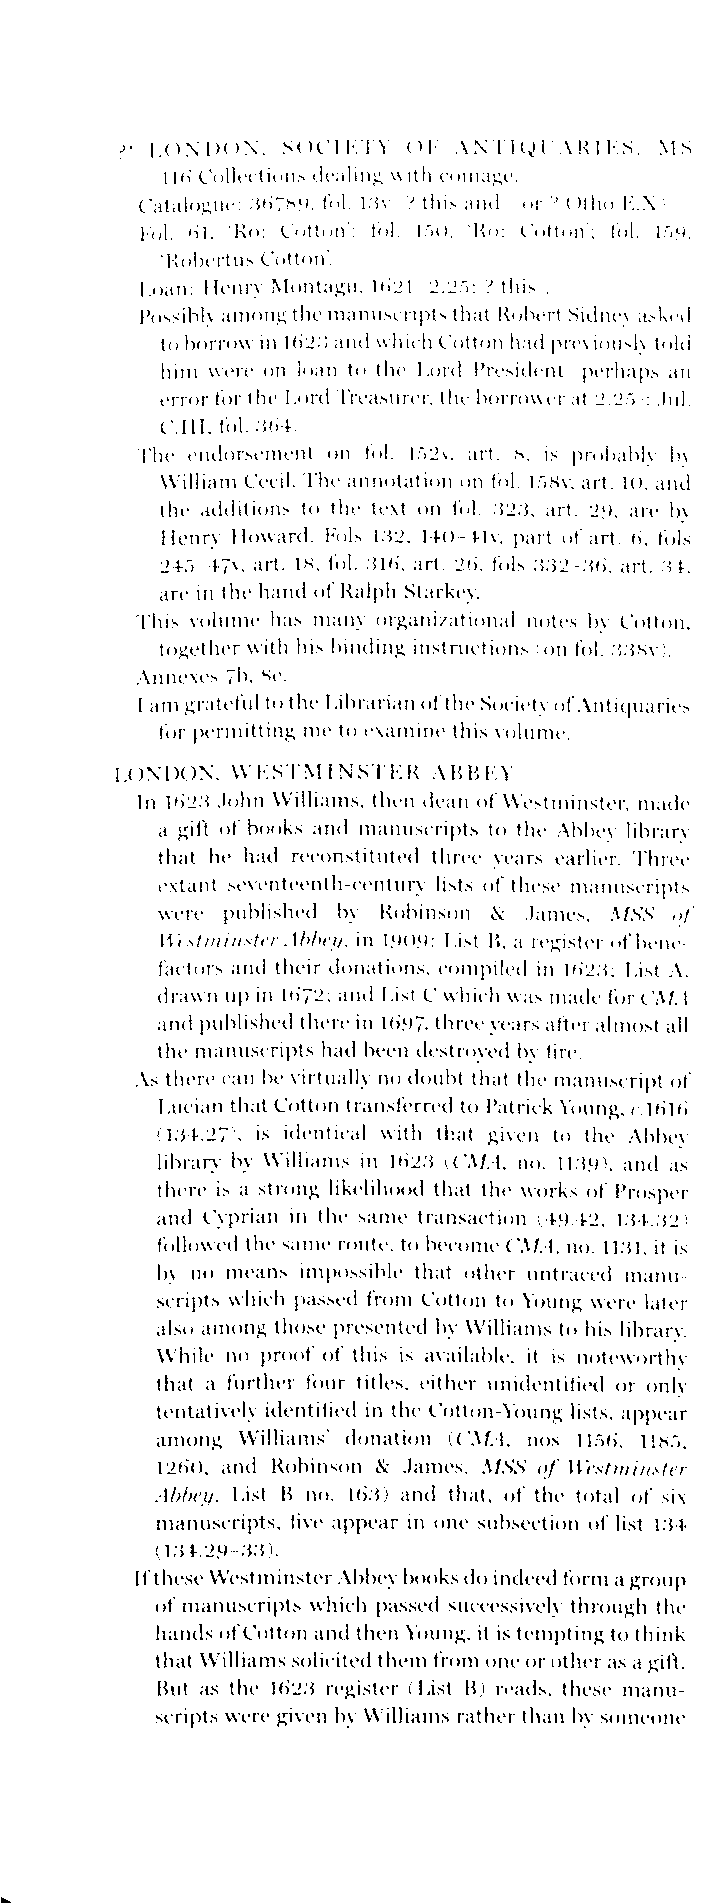 ?* LONDON, SOCIETY OF ANTIQUARIES, MS
116 Collections dealing with coinage.
Catalogue: 36789, fol. 13v ? this and or ? Otho E.X
Fol. 61, 'Ro: Cotton'; fol. 150, 'Ro: Cotton'; fol. 159,
'Robertus Cotton'.
Loan: Henry Montagu, 1621 2.25: ? this .
Possibly among the manuscripts that Robert Sidney asked
to borrow in 1623 and which Cotton had previously told
him were on loan to the Lord President perhaps an
error for the Lord Treasurer, the borrower at 2.25 : Jul.
C.III, fol. 364.
The endorsement on fol. 152v, art. 8, is probably by
William Cecil. The annotation on fol. 158v, art. 10, and
the additions to the text on fol. 323, art. 29, are by
Henry Howard. Fols 132, 140–41v, part of art. 6, fols
245–47v, art. 18, fol. 316, art. 26, fols 332–36, art. 34,
are in the hand of Ralph Starkey.
This volume has many organizational notes by Cotton,
together with his binding instructions (on fol. 338v).
Annexes 7b, 8e.
I am grateful to the Librarian of the Society of Antiquaries
for permitting me to examine this volume.
LONDON, WESTMINSTER ABBEY
In 1623 John Williams, then dean of Westminster, made
a gift of books and manuscripts to the Abbey library
that he had reconstituted three years earlier. Three
extant seventeenth-century lists of these manuscripts
were published by Robinson & James, MSS of
Westminster Abbey, in 1909: List B, a register of bene-
factors and their donations, compiled in 1623; List A,
drawn up in 1672; and List C which was made for CMA
and published there in 1697, three years after almost all
the manuscripts had been destroyed by fire.
As there can be virtually no doubt that the manuscript of
Lucian that Cotton transferred to Patrick Young, c.1616
(134.27), is identical with that given to the Abbey
library by Williams in 1623 (CMA, no. 1139), and as
there is a strong likelihood that the works of Prosper
and Cyprian in the same transaction (49.42, 134.32)
followed the same route, to become CMA, no. 1131, it is
by no means impossible that other untraced manu-
scripts which passed from Cotton to Young were later
also among those presented by Williams to his library.
While no proof of this is available, it is noteworthy
that a further four titles, either unidentified or only
tentatively identified in the Cotton-Young lists, appear
among Williams' donation (CMA, nos 1156, 1185,
1260, and Robinson & James, MSS of Westminster
Abbey, List B no. 163) and that, of the total of six
manuscripts, five appear in one subsection of list 134
(134.29–33).
If these Westminster Abbey books do indeed form a group
of manuscripts which passed successively through the
hands of Cotton and then Young, it is tempting to think
that Williams solicited them from one or other as a gift.
But as the 1623 register (List B) reads, these manu-
scripts were given by Williams rather than by someone